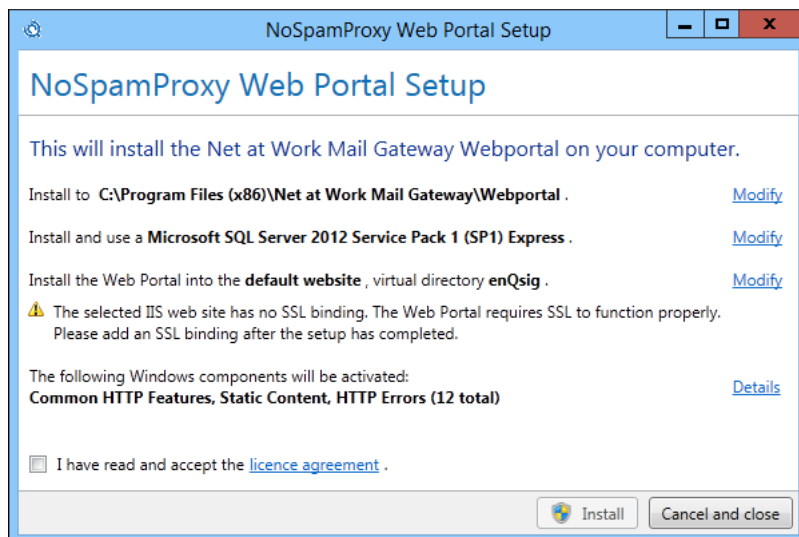 NoSpamProxy Web Portal Setup
NoSpamProxy Web Portal Setup
This will install the Net at Work Mail Gateway Webportal on your computer.
Install to C:\Program Files (x86)\Net at Work Mail Gateway\Webportal . Modify
Install and use a Microsoft SQL Server 2012 Service Pack 1 (SP1) Express . Modify
Install the Web Portal into the default website , virtual directory enQsig . Modify
The selected IIS web site has no SSL binding. The Web Portal requires SSL to function properly.
Please add an SSL binding after the setup has completed.
The following Windows components will be activated:
Common HTTP Features, Static Content, HTTP Errors (12 total) Details
I have read and accept the licence agreement .
Install Cancel and close